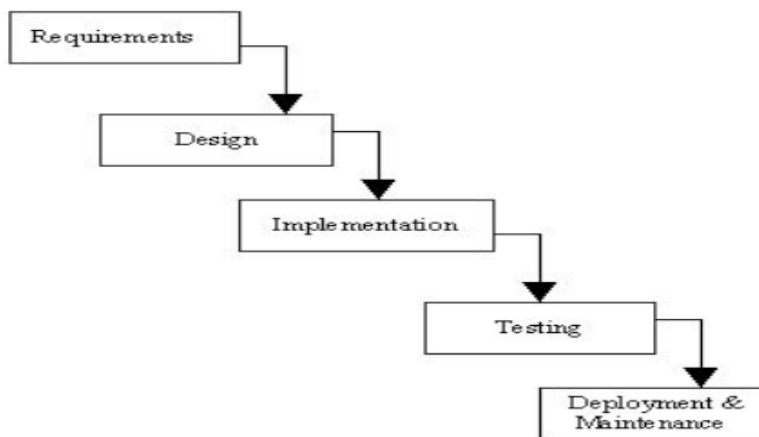 Requirements
Design
Implementation
Testing
Deployment &
Maintenance